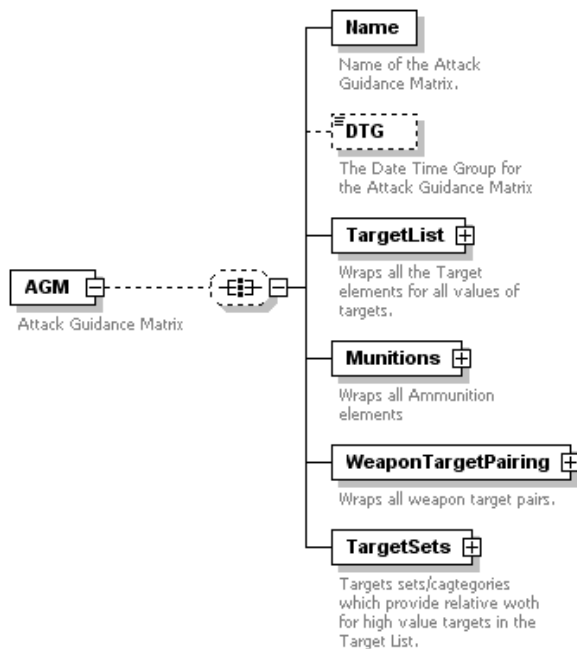 Name
Name of the Attack
Guidance Matrix.
DTG
The Date Time Group for
the Attack Guidance Matrix
TargetList
Wraps all the Target
elements for all values of
targets.
AGM
Attack Guidance Matrix
Munitions
Wraps all Ammunition
elements
WeaponTargetPairing
Wraps all weapon target pairs.
TargetSets
Targets sets/cagtegories
which provide relative woth
for high value targets in the
Target List.